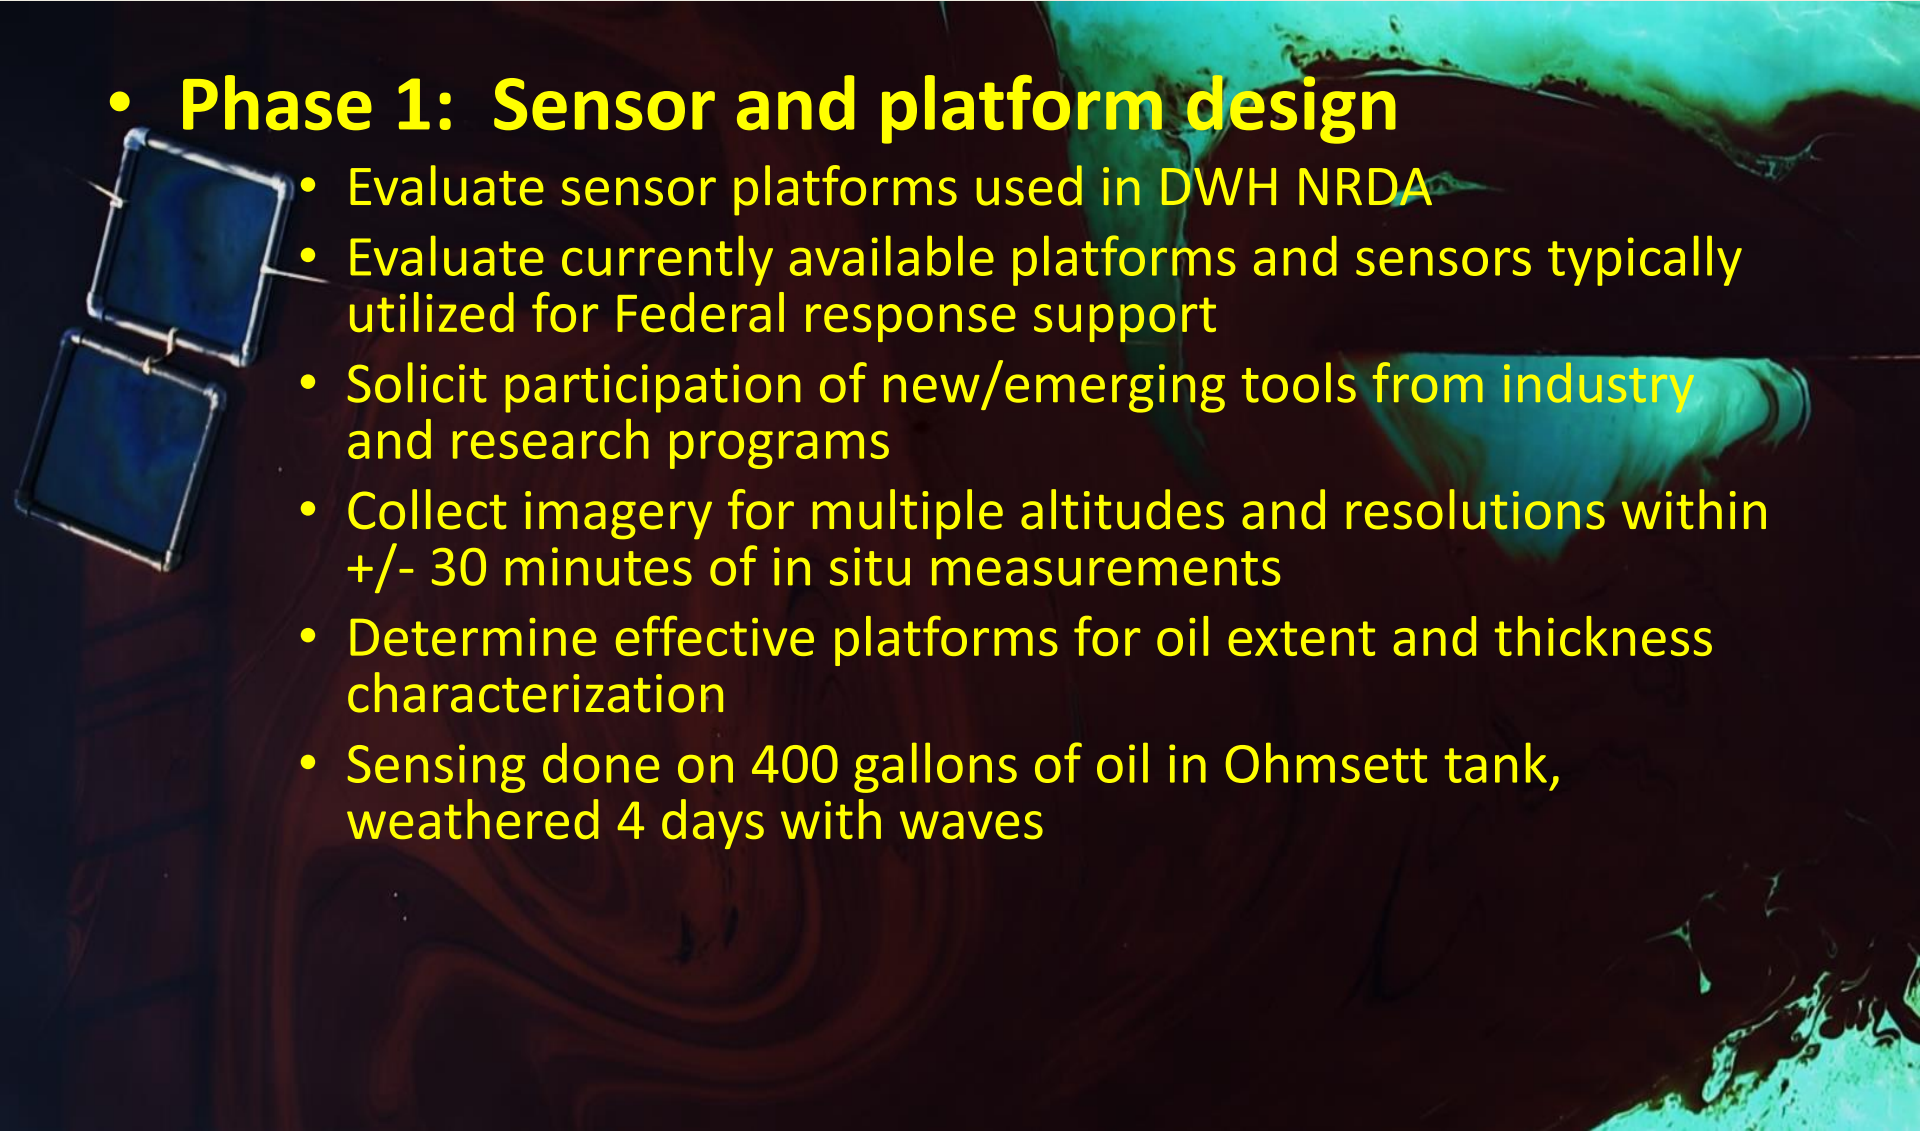 • Phase 1:  Sensor and platform design
• Evaluate sensor platforms used in DWH NRDA
• Evaluate currently available platforms and sensors typically
utilized for Federal response support
• Solicit participation of new/emerging tools from industry
and research programs
• Collect imagery for multiple altitudes and resolutions within
+/- 30 minutes of in situ measurements
• Determine effective platforms for oil extent and thickness
characterization
• Sensing done on 400 gallons of oil in Ohmsett tank,
weathered 4 days with waves